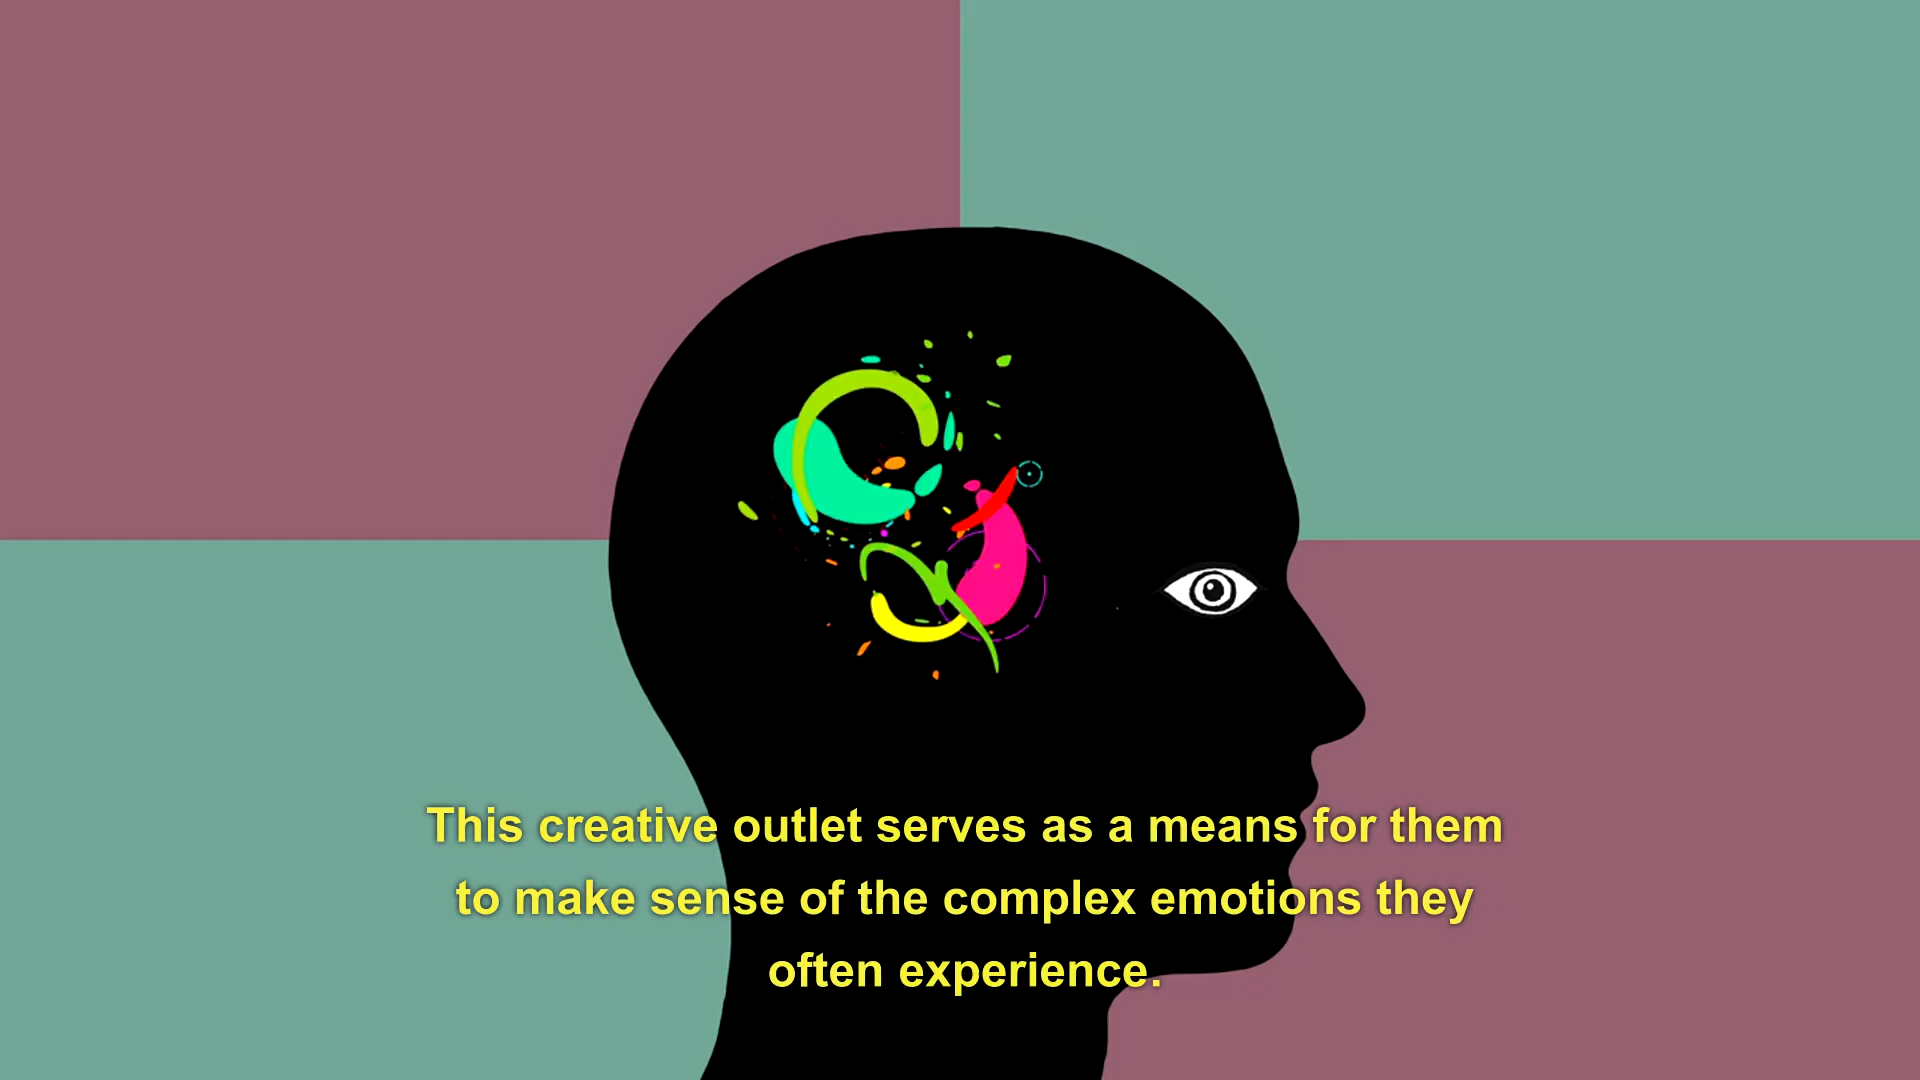 This creative outlet serves as a means for them
to make sense of the complex emotions they
often experience.